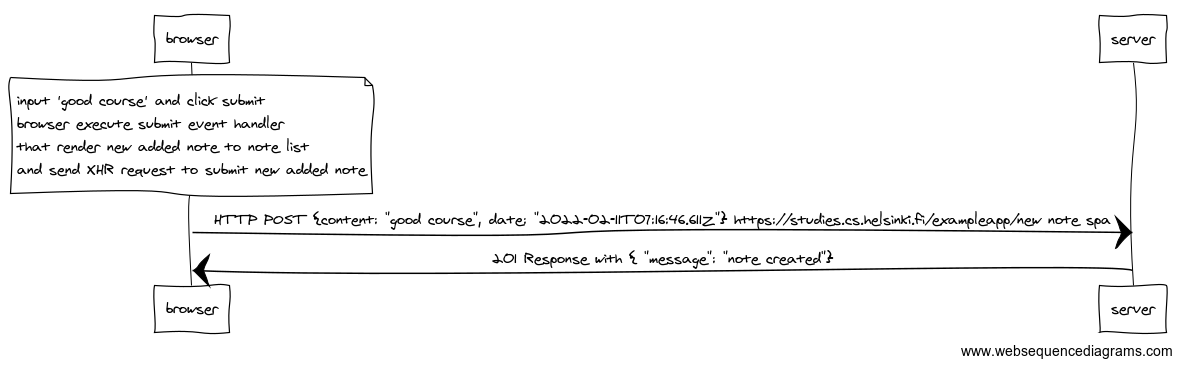 browser
server
input 'good course' and click submit
browser execute submit event handler
that render new added note to note list
and send XHR request to submit new added note
HTTP POST {content: "good course", date: "2022-02-11T07:16:46.611Z"} https://studies.cs.helsinki.fi/exampleapp/new note spa
201 Response with { "message": "note created"}
browser
server
www.websequencediagrams.com